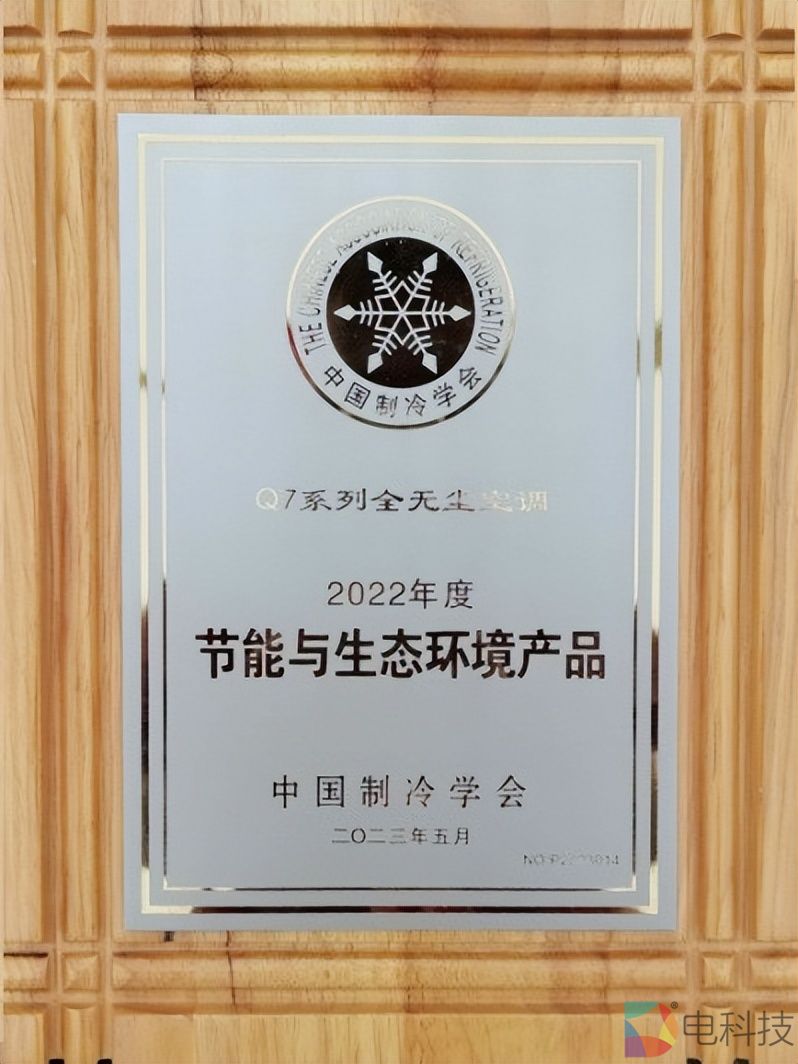 THE CHINESE ASSOCIATION OF REFRIGERATION
中国制冷学会
Q7系列全无尘空调
2022年度
节能与生态环境产品
中国制冷学会
二〇二三年五月
电科技®